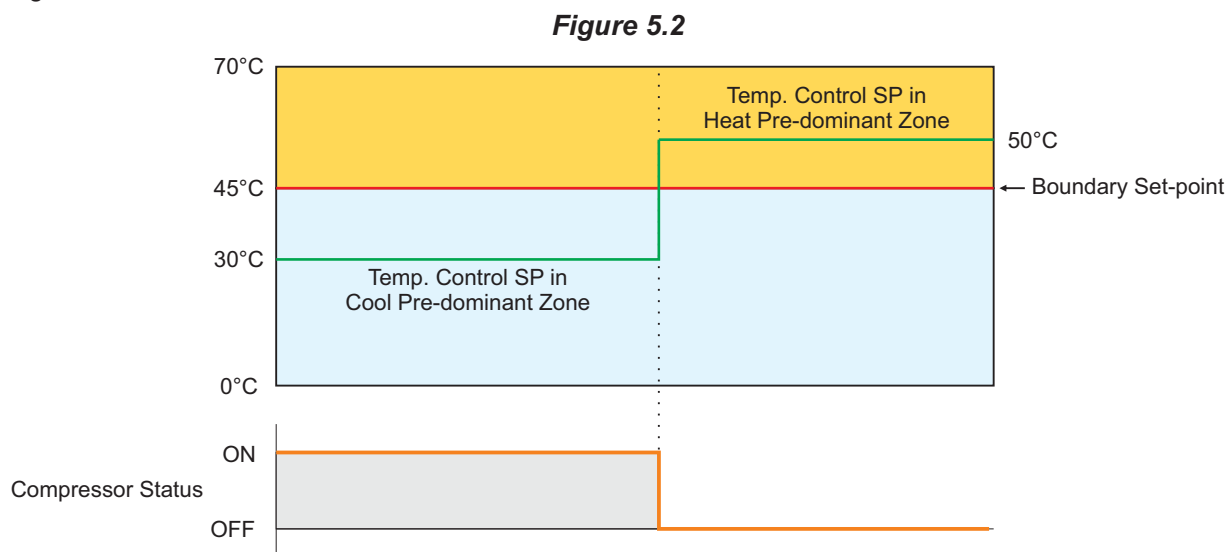 Figure 5.2
70°C
Temp. Control SP in
Heat Pre-dominant Zone
50°C
45°C
← Boundary Set-point
30°C
Temp. Control SP in
Cool Pre-dominant Zone
0°C
ON
Compressor Status
OFF